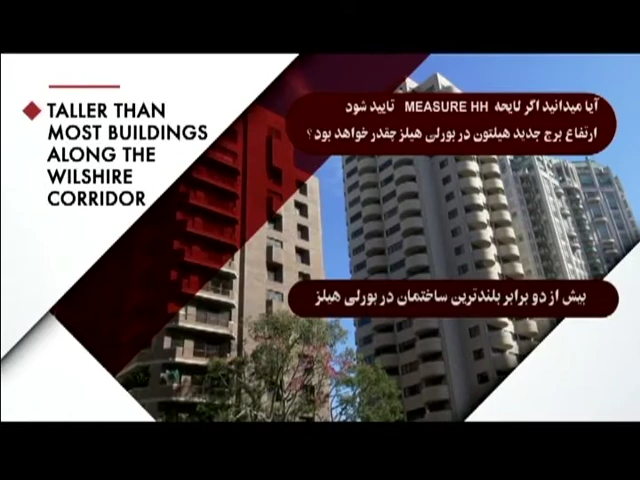 TALLER THAN
MOST BUILDINGS
ALONG THE
WILSHIRE
CORRIDOR
آیا میدانید اگر لایحه MEASURE HH تایید شود
ارتفاع برج جدید هیلتون در بورلی هیلز چقدر خواهد بود ؟
بیش از دو برابر بلندترین ساختمان در بورلی هیلز